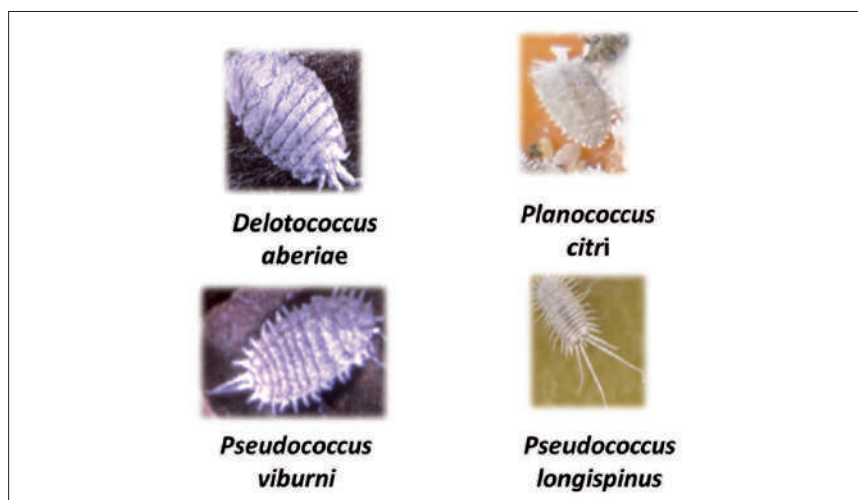 Delotococcus
aberiae
Planococcus
citri
Pseudococcus
viburni
Pseudococcus
longispinus